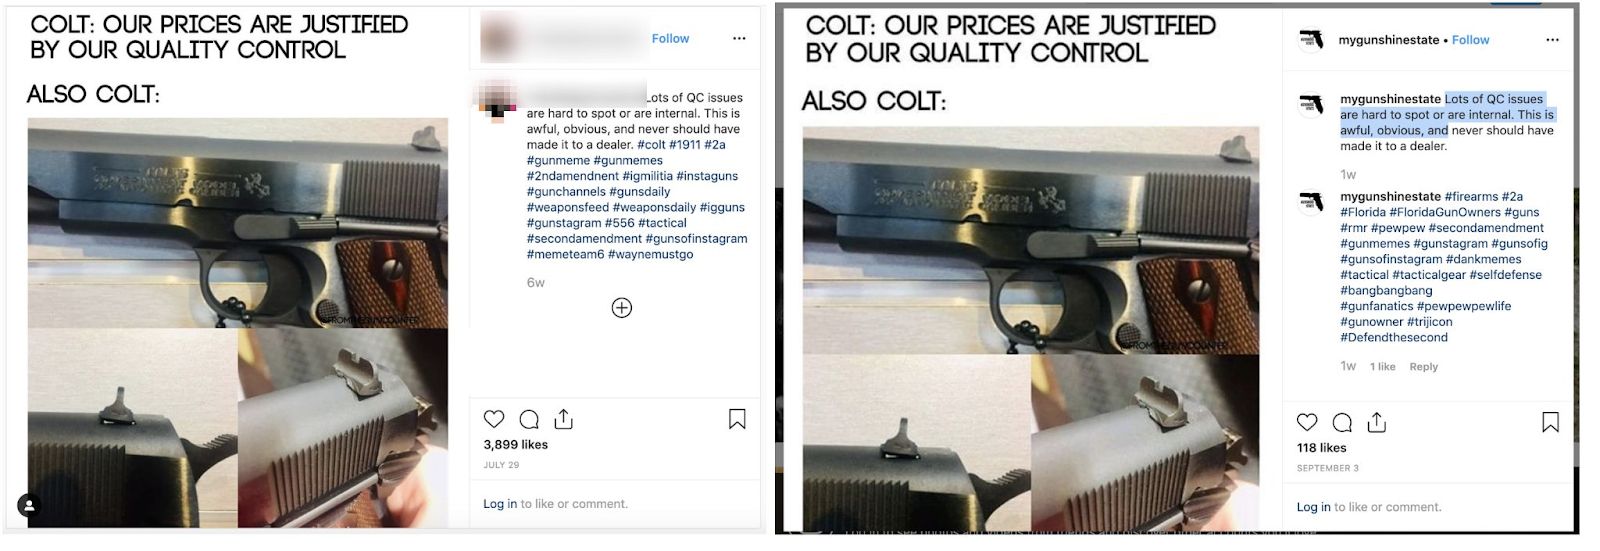 COLT: OUR PRICES ARE JUSTIFIED
BY OUR QUALITY CONTROL
ALSO COLT:
Follow
Lots of QC issues
are hard to spot or are internal. This is
awful, obvious, and never should have
made it to a dealer. #colt #1911 #2a
#gunmeme #gunmemes
#2ndamendnent #igmilitia #instaguns
#gunchannels #gunsdaily
#weaponsfeed #weaponsdaily #igguns
#gunstagram #556 #tactical
#secondamendment #gunsofinstagram
#memeteam6 #waynemustgo
6w
3,899 likes
JULY 29
Log in to like or comment.
COLT: OUR PRICES ARE JUSTIFIED
BY OUR QUALITY CONTROL
ALSO COLT:
mygunshinestate • Follow
mygunshinestate Lots of QC issues
are hard to spot or are internal. This is
awful, obvious, and never should have
made it to a dealer.
1w
mygunshinestate #firearms #2a
#Florida #FloridaGunOwners #guns
#rmr #pewpew #secondamendment
#gunmemes #gunstagram #gunsofig
#gunsofinstagram #dankmemes
#tactical #tacticalgear #selfdefense
#bangbangbang
#gunfanatics #pewpewpewlife
#gunowner #trijicon
#Defendthesecond
1w 1 like Reply
118 likes
SEPTEMBER 3
Log in to like or comment.